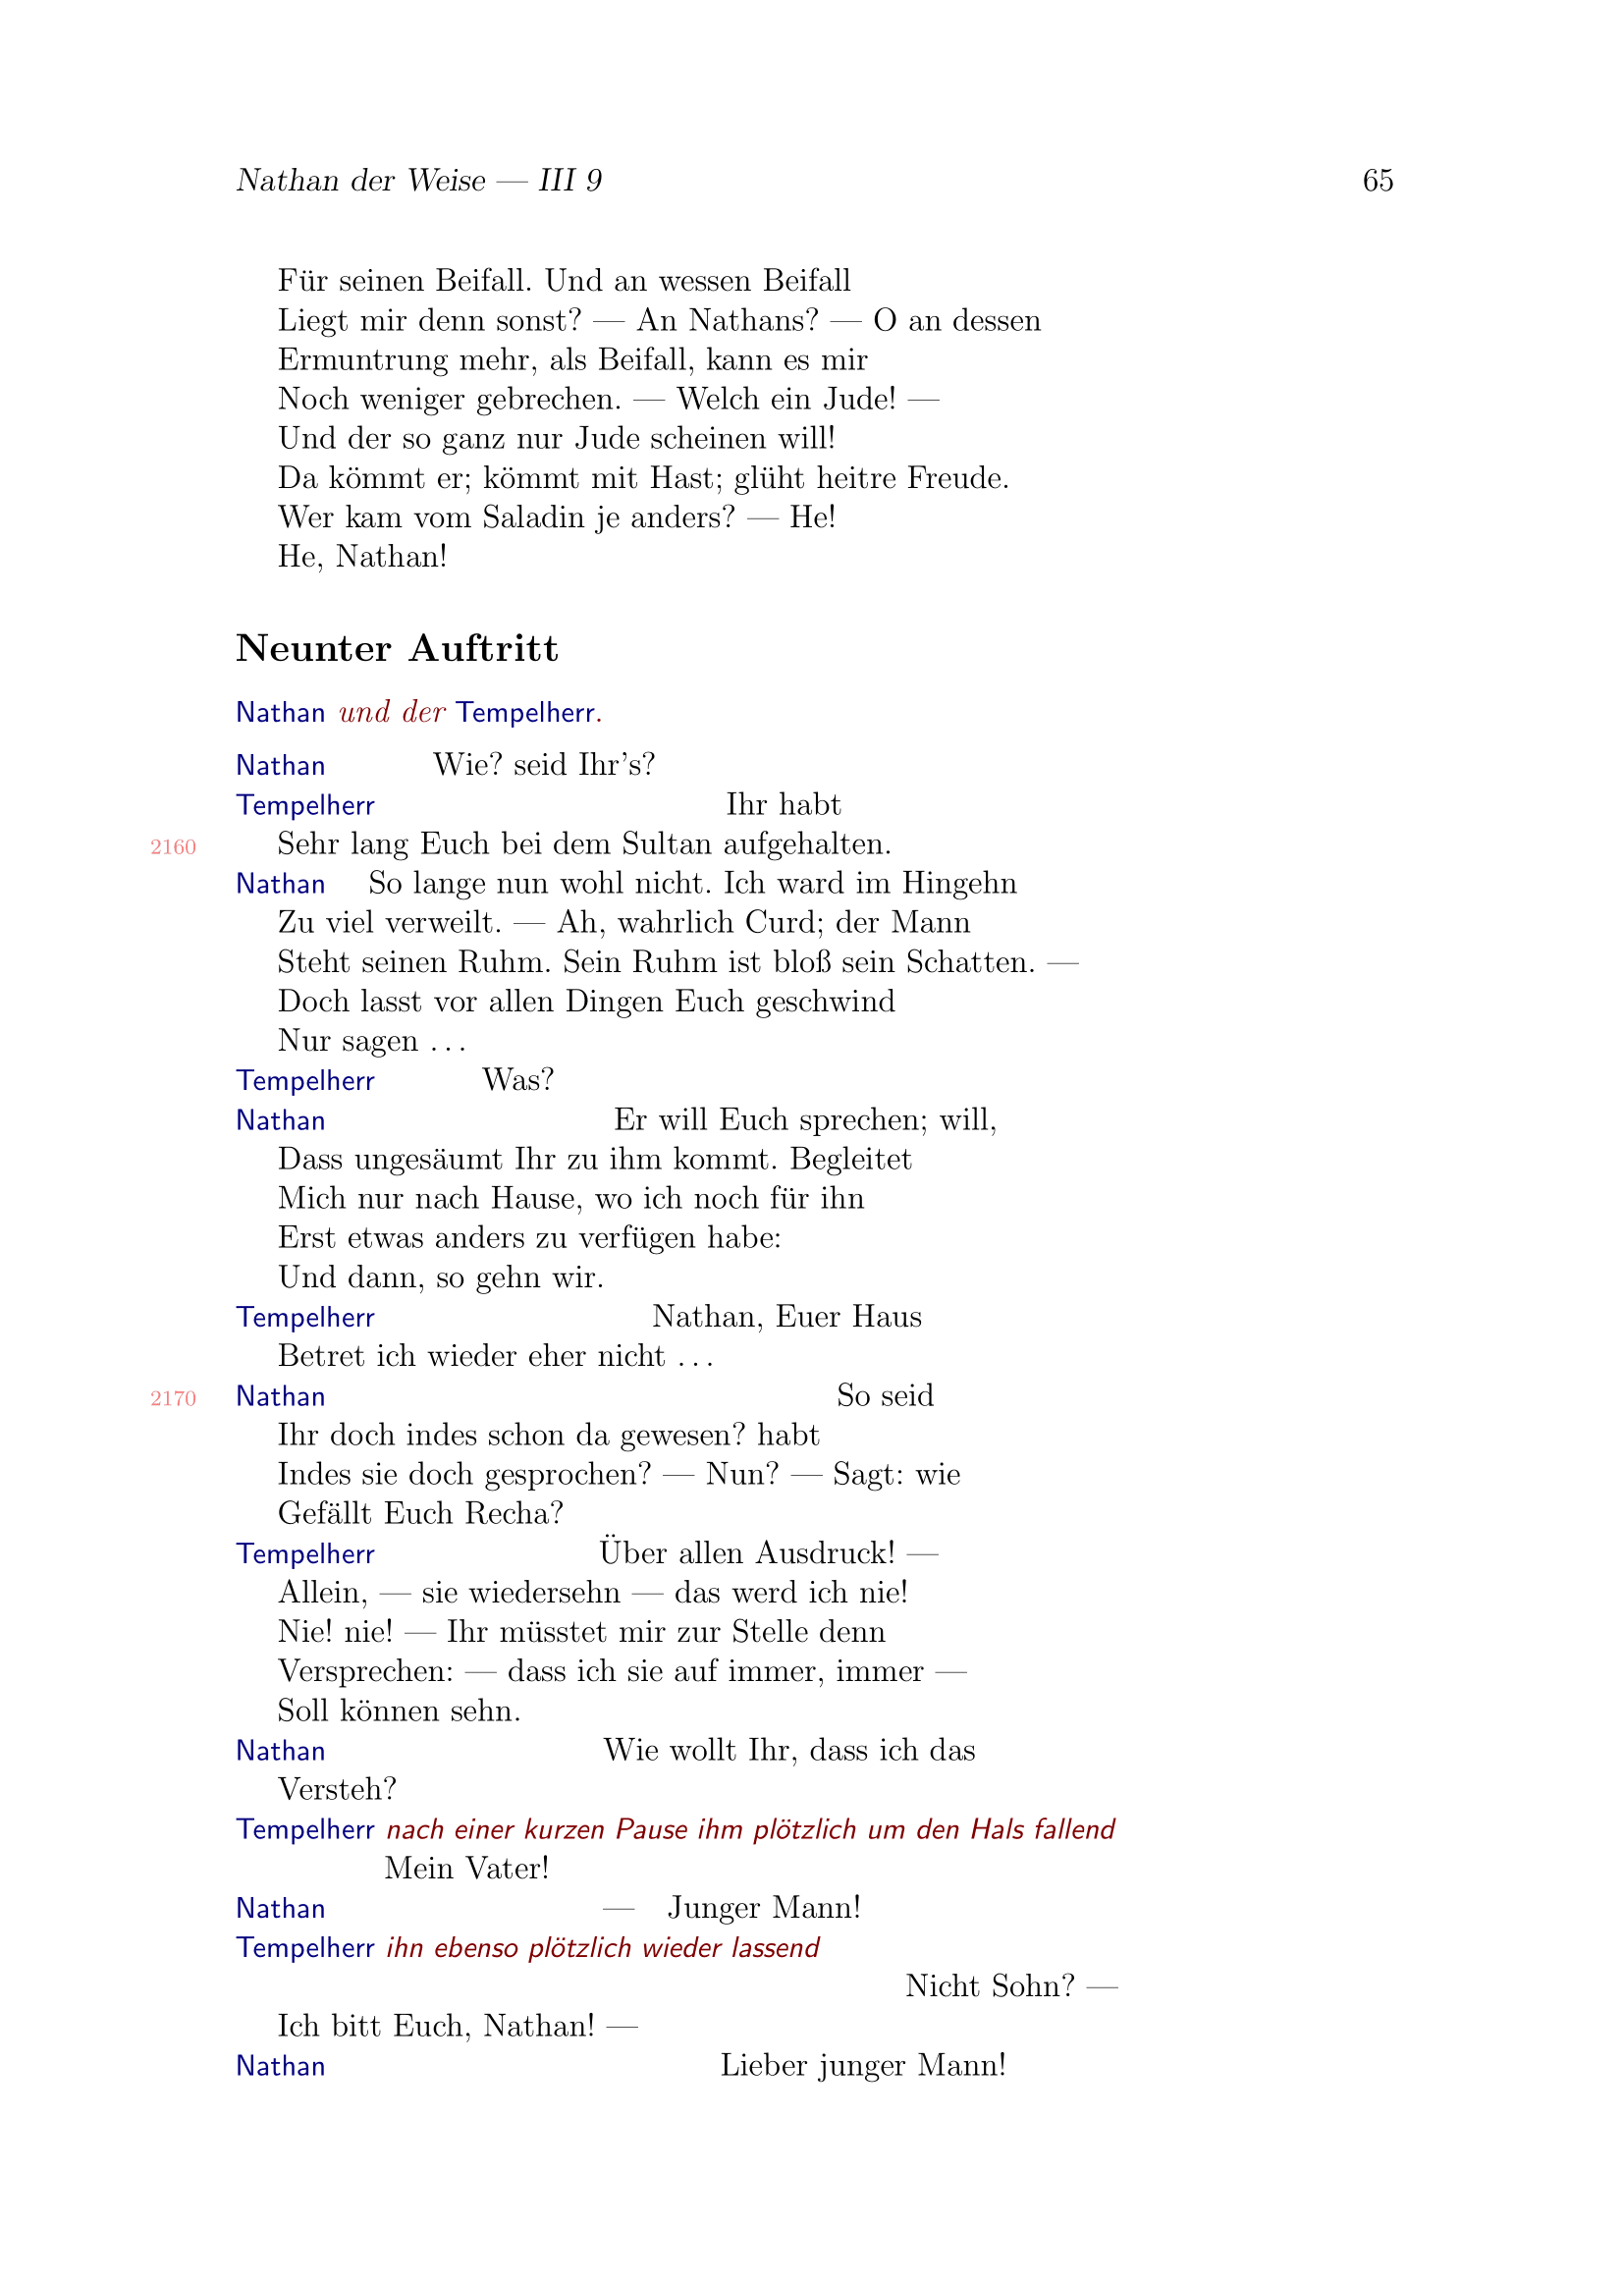 Nathan der Weise — III 9 65
Für seinen Beifall. Und an wessen Beifall
Liegt mir denn sonst? — An Nathans? — O an dessen
Ermuntrung mehr, als Beifall, kann es mir
Noch weniger gebrechen. — Welch ein Jude! —
Und der so ganz nur Jude scheinen will!
Da kömmt er; kömmt mit Hast; glüht heitre Freude.
Wer kam vom Saladin je anders? — He!
He, Nathan!
Neunter Auftritt
Nathan und der Tempelherr.
Nathan Wie? seid Ihr's?
Tempelherr Ihr habt
2160 Sehr lang Euch bei dem Sultan aufgehalten.
Nathan So lange nun wohl nicht. Ich ward im Hingehn
Zu viel verweilt. — Ah, wahrlich Curd; der Mann
Steht seinen Ruhm. Sein Ruhm ist bloß sein Schatten. —
Doch lasst vor allen Dingen Euch geschwind
Nur sagen . . .
Tempelherr Was?
Nathan Er will Euch sprechen; will,
Dass ungesäumt Ihr zu ihm kommt. Begleitet
Mich nur nach Hause, wo ich noch für ihn
Erst etwas anders zu verfügen habe:
Und dann, so gehn wir.
Tempelherr Nathan, Euer Haus
Betret ich wieder eher nicht . . .
2170 Nathan So seid
Ihr doch indes schon da gewesen? habt
Indes sie doch gesprochen? — Nun? — Sagt: wie
Gefällt Euch Recha?
Tempelherr Über allen Ausdruck! —
Allein, — sie wiedersehn — das werd ich nie!
Nie! nie! — Ihr müsstet mir zur Stelle denn
Versprechen: — dass ich sie auf immer, immer —
Soll können sehn.
Nathan Wie wollt Ihr, dass ich das
Versteh?
Tempelherr nach einer kurzen Pause ihm plötzlich um den Hals fallend
Mein Vater!
Nathan — Junger Mann!
Tempelherr ihn ebenso plötzlich wieder lassend
Nicht Sohn? —
Ich bitt Euch, Nathan! —
Nathan Lieber junger Mann!